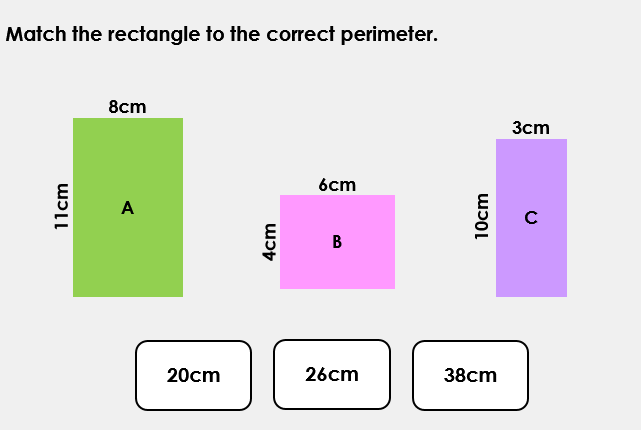 Match the rectangle to the correct perimeter.
8cm
11cm
A
6cm
4cm
B
3cm
10cm
C
20cm
26cm
38cm